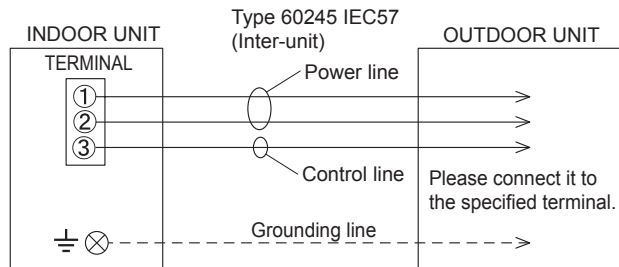 Type 60245 IEC57
(Inter-unit)
INDOOR UNIT
OUTDOOR UNIT
TERMINAL
Power line
1
2
3
Control line
Please connect it to
the specified terminal.
Grounding line